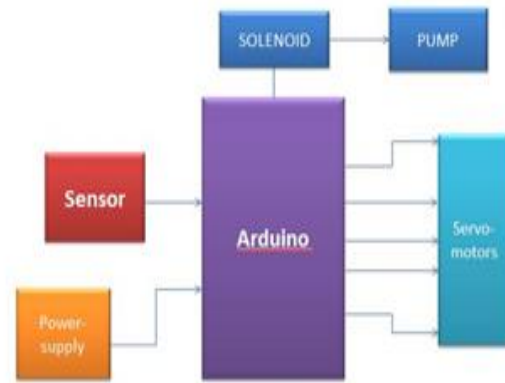 SOLENOID
PUMP
Sensor
Arduino
Servo-
motors
Power-
supply